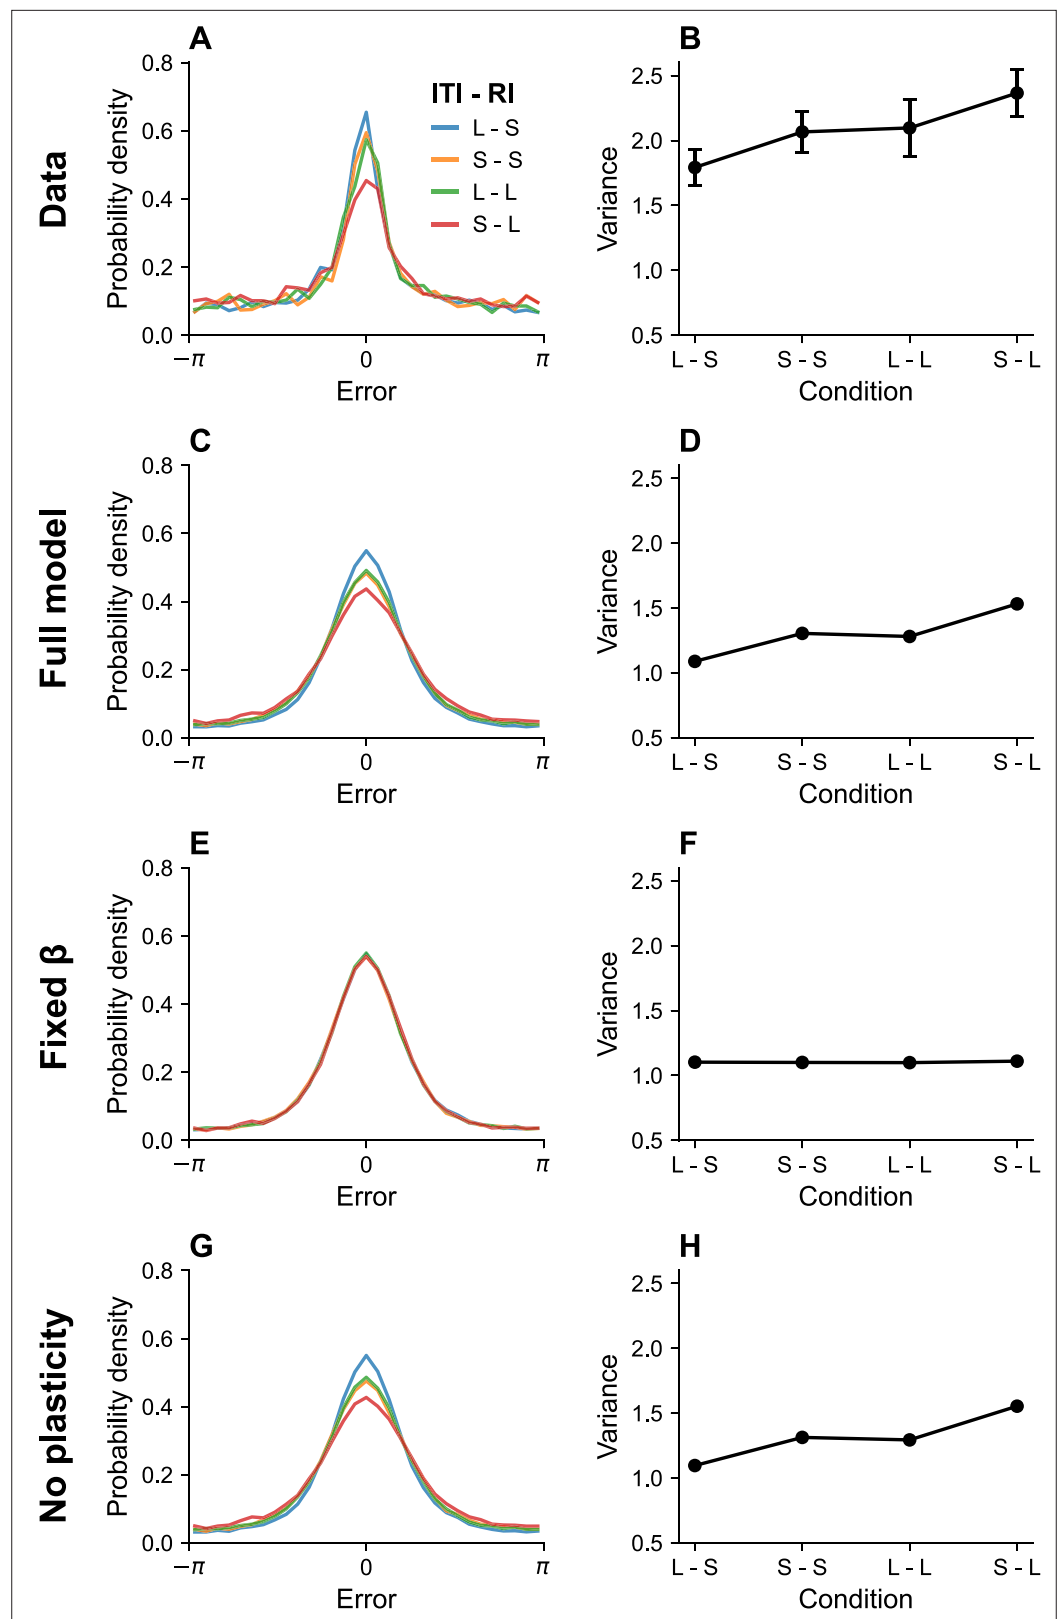 A
Data
Probability density
0.8
0.6
0.4
0.2
0.0
−π
0
π
Error
ITI - RI
L - S
S - S
L - L
S - L
B
Variance
2.5
2.0
1.5
1.0
0.5
L - S
S - S
L - L
S - L
Condition
C
Full model
Probability density
0.8
0.6
0.4
0.2
0.0
−π
0
π
Error
D
Variance
2.5
2.0
1.5
1.0
0.5
L - S
S - S
L - L
S - L
Condition
E
Fixed β
Probability density
0.8
0.6
0.4
0.2
0.0
−π
0
π
Error
F
Variance
2.5
2.0
1.5
1.0
0.5
L - S
S - S
L - L
S - L
Condition
G
No plasticity
Probability density
0.8
0.6
0.4
0.2
0.0
−π
0
π
Error
H
Variance
2.5
2.0
1.5
1.0
0.5
L - S
S - S
L - L
S - L
Condition